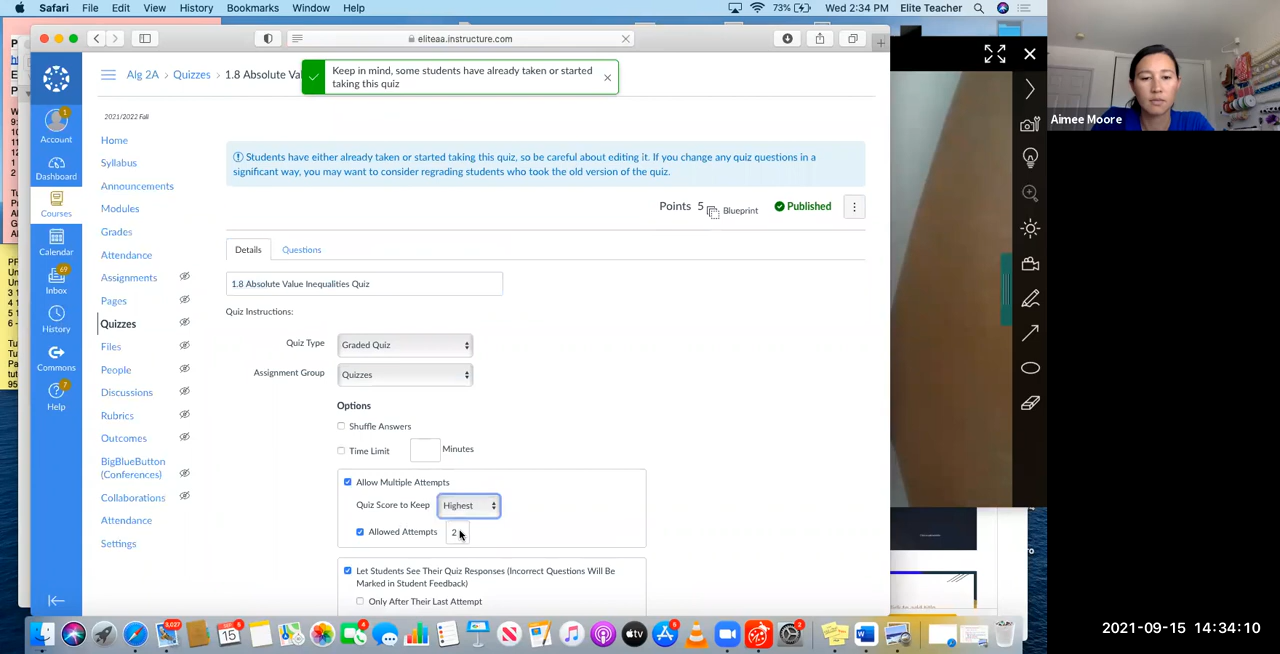 Safari File Edit View History Bookmarks Window Help 73% Wed 2:34 PM Elite Teacher
eliteaa.instructure.com
Alg 2A > Quizzes > 1.8 Absolute Va
Keep in mind, some students have already taken or started
taking this quiz
2021/2022 Fall
Account
Dashboard
Courses
Calendar
69
Inbox
History
Commons
7
Help
Home
Syllabus
Announcements
Modules
Grades
Attendance
Assignments
Pages
Quizzes
Files
People
Discussions
Rubrics
Outcomes
BigBlueButton
(Conferences)
Collaborations
Attendance
Settings
Students have either already taken or started taking this quiz, so be careful about editing it. If you change any quiz questions in a
significant way, you may want to consider regrading students who took the old version of the quiz.
Points 5 Blueprint Published
Details Questions
1.8 Absolute Value Inequalities Quiz
Quiz Instructions:
Quiz Type Graded Quiz
Assignment Group Quizzes
Options
Shuffle Answers
Time Limit Minutes
Allow Multiple Attempts
Quiz Score to Keep Highest
Allowed Attempts 2
Let Students See Their Quiz Responses (Incorrect Questions Will Be
Marked in Student Feedback)
Only After Their Last Attempt
Aimee Moore
3,027
SEP
15
tv
2021-09-15 14:34:10